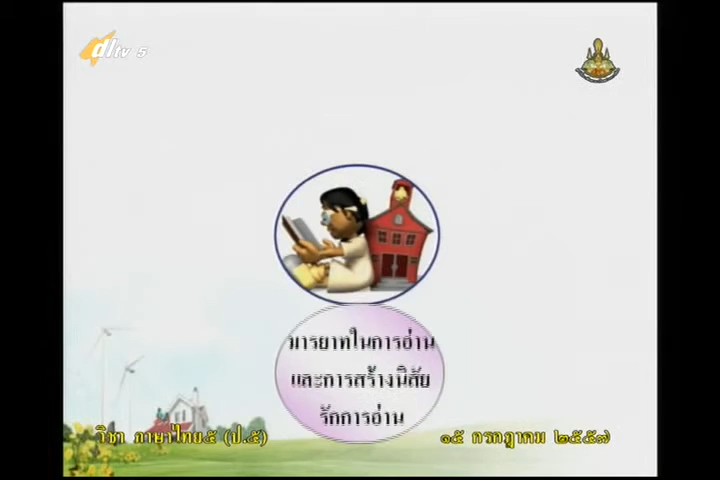 dltv 5
มารยาทในการอ่าน
และการสร้างนิสัย
รักการอ่าน
วิชา ภาษาไทย๕ (ป.๕)
๑๕ กรกฎาคม ๒๕๕๗